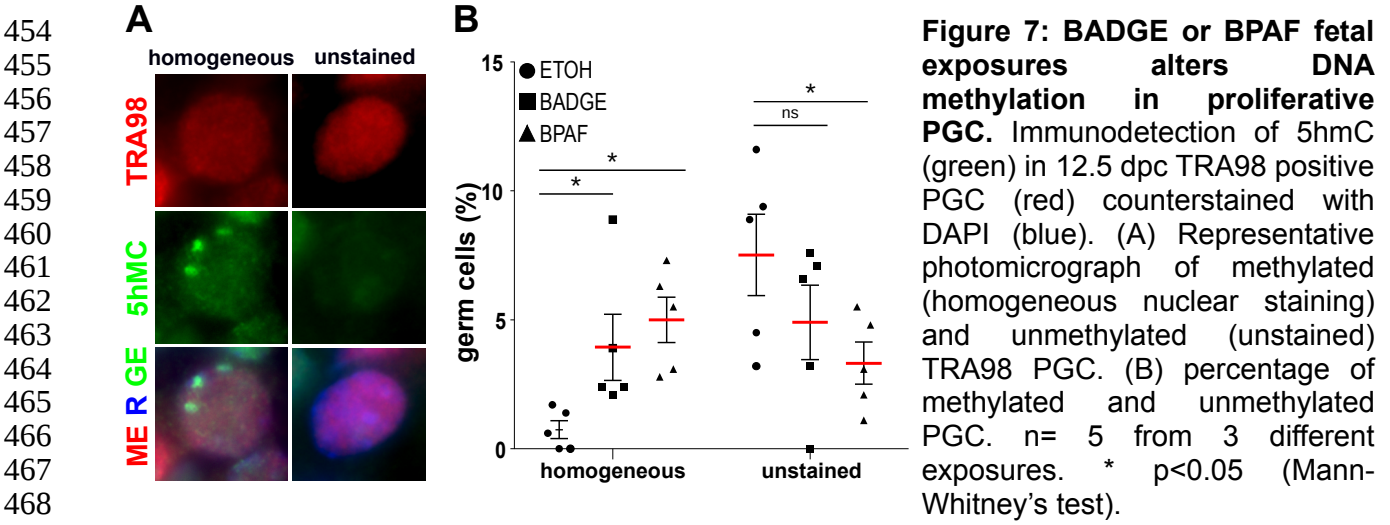 454
455
456
457
458
459
460
461
462
463
464
465
466
467
468
A
homogeneous unstained
TRA98
5hMC
ME R GE
B
15
10
5
0
germ cells (%)
ETOH
BADGE
BPAF
*
*
*
ns
homogeneous unstained
Figure 7: BADGE or BPAF fetal
exposures alters DNA
methylation in proliferative
PGC. Immunodetection of 5hmC
(green) in 12.5 dpc TRA98 positive
PGC (red) counterstained with
DAPI (blue). (A) Representative
photomicrograph of methylated
(homogeneous nuclear staining)
and unmethylated (unstained)
TRA98 PGC. (B) percentage of
methylated and unmethylated
PGC. n= 5 from 3 different
exposures. * p<0.05 (Mann-
Whitney's test).